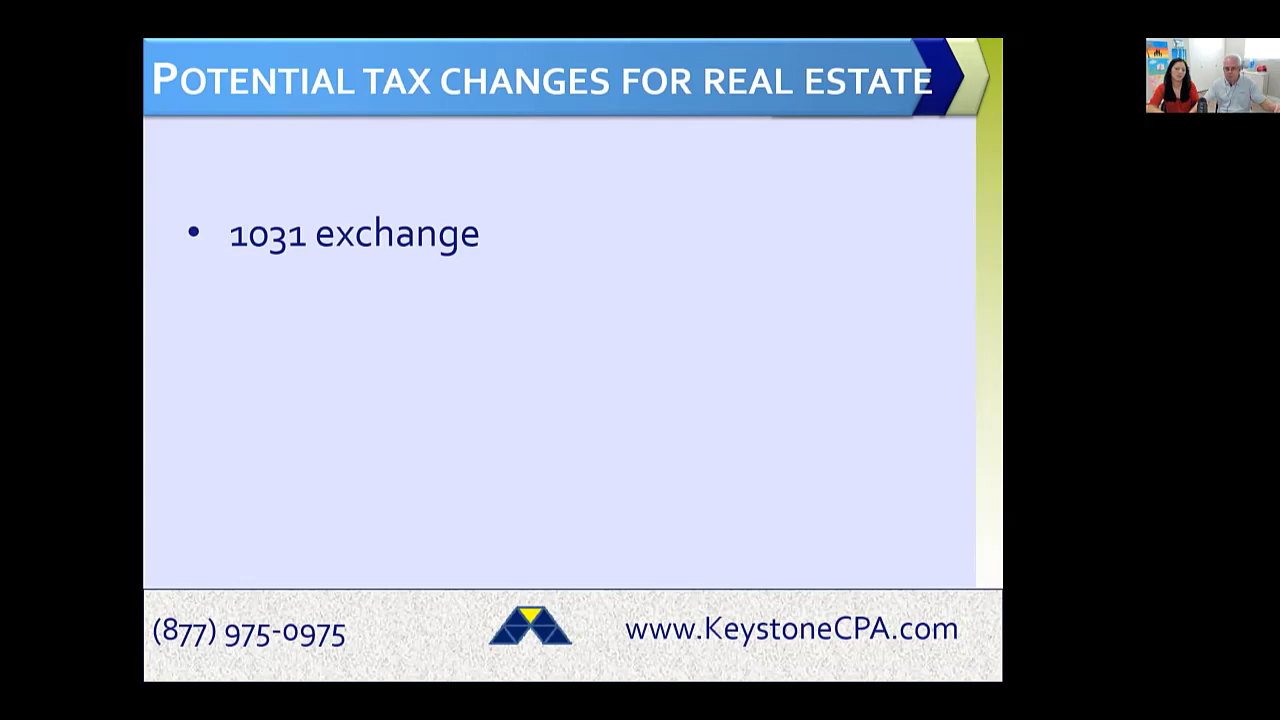 POTENTIAL TAX CHANGES FOR REAL ESTATE
• 1031 exchange
(877) 975-0975
www.KeystoneCPA.com